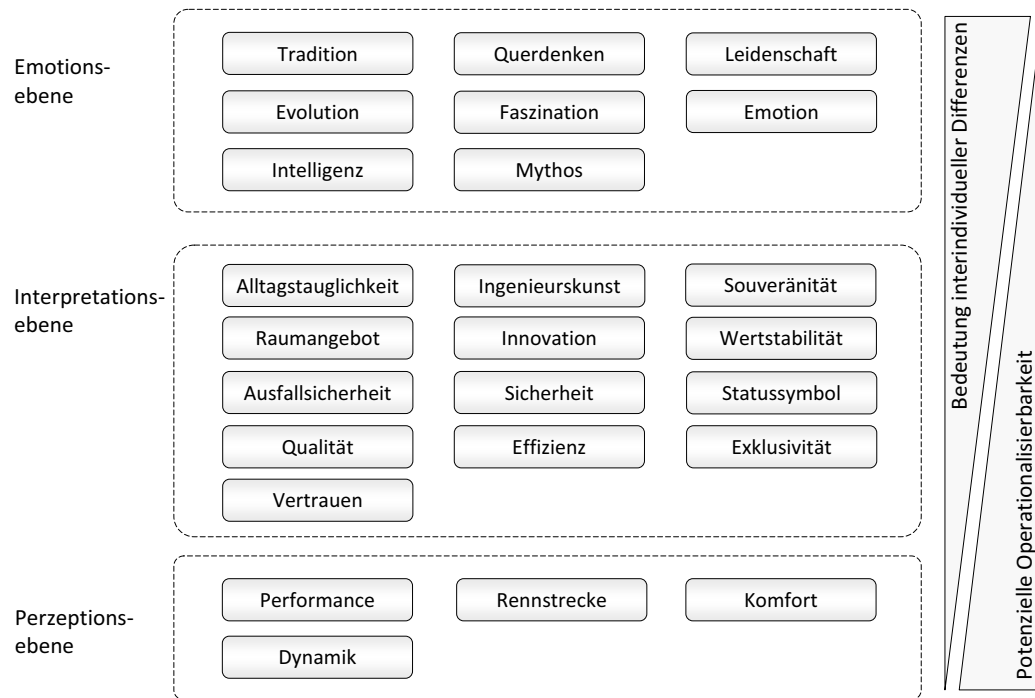 Emotions-
ebene
Tradition
Querdenken
Leidenschaft
Evolution
Faszination
Emotion
Intelligenz
Mythos
Interpretations-
ebene
Alltagstauglichkeit
Ingenieurskunst
Souveränität
Raumangebot
Innovation
Wertstabilität
Ausfallsicherheit
Sicherheit
Statussymbol
Qualität
Effizienz
Exklusivität
Vertrauen
Perzeptions-
ebene
Performance
Rennstrecke
Komfort
Dynamik
Bedeutung interindividueller Differenzen
Potenzielle Operationalisierbarkeit